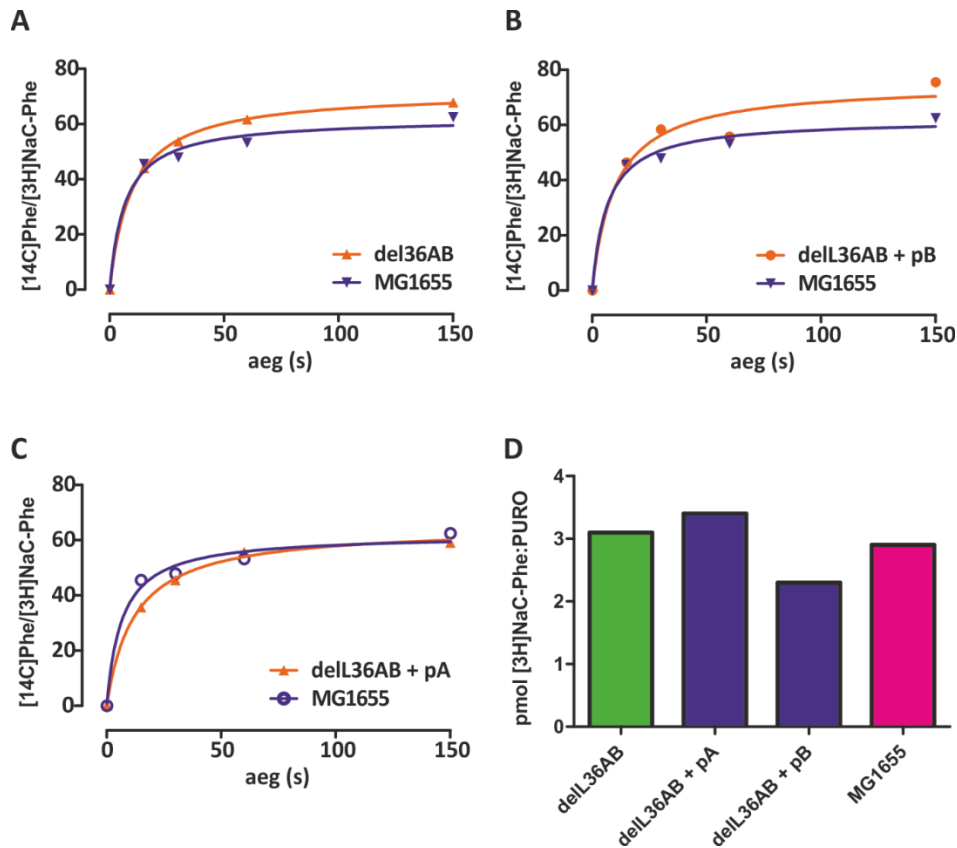 A
[14C]Phe/[3H]NaC-Phe
80
60
40
20
0
0 50 100 150
aeg (s)
del36AB
MG1655
B
[14C]Phe/[3H]NaC-Phe
80
60
40
20
0
0 50 100 150
aeg (s)
delL36AB + pB
MG1655
C
[14C]Phe/[3H]NaC-Phe
80
60
40
20
0
0 50 100 150
aeg (s)
delL36AB + pA
MG1655
D
pmol [3H]NaC-Phe:PURO
4
3
2
1
0
delL36AB
delL36AB + pA
delL36AB + pB
MG1655